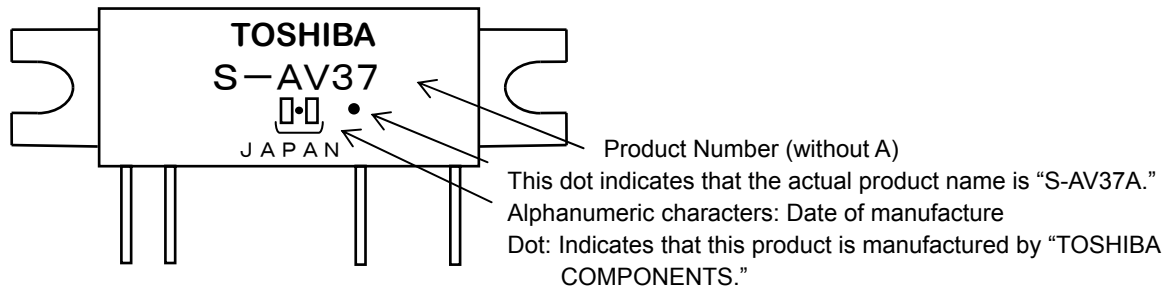 TOSHIBA
S－AV37
JAPAN
Product Number (without A)
This dot indicates that the actual product name is “S-AV37A.”
Alphanumeric characters: Date of manufacture
Dot: Indicates that this product is manufactured by “TOSHIBA
COMPONENTS.”